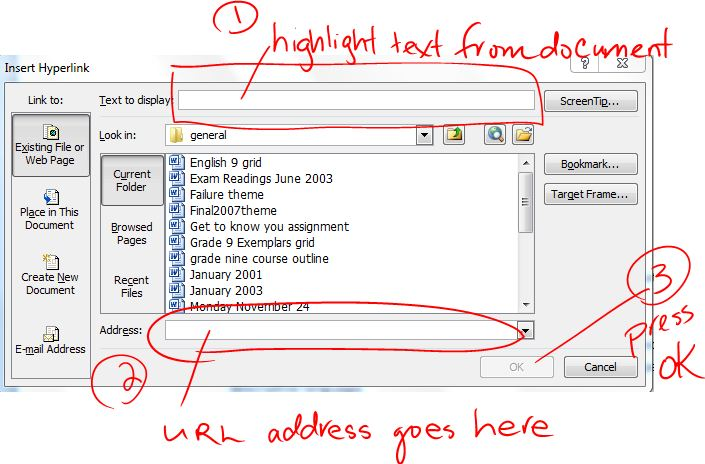 ①
highlight text from document
Insert Hyperlink
Link to:
Text to display:
ScreenTip...
Existing File or
Web Page
Look in:
general
Current
Folder
English 9 grid
Exam Readings June 2003
Failure theme
Final2007theme
Get to know you assignment
Grade 9 Exemplars grid
grade nine course outline
January 2001
January 2003
Monday November 24
Bookmark...
Target Frame...
Place in This
Document
Browsed
Pages
Create New
Document
Recent
Files
③
press
OK
Address:
E-mail Address
OK
Cancel
②
URL address goes here